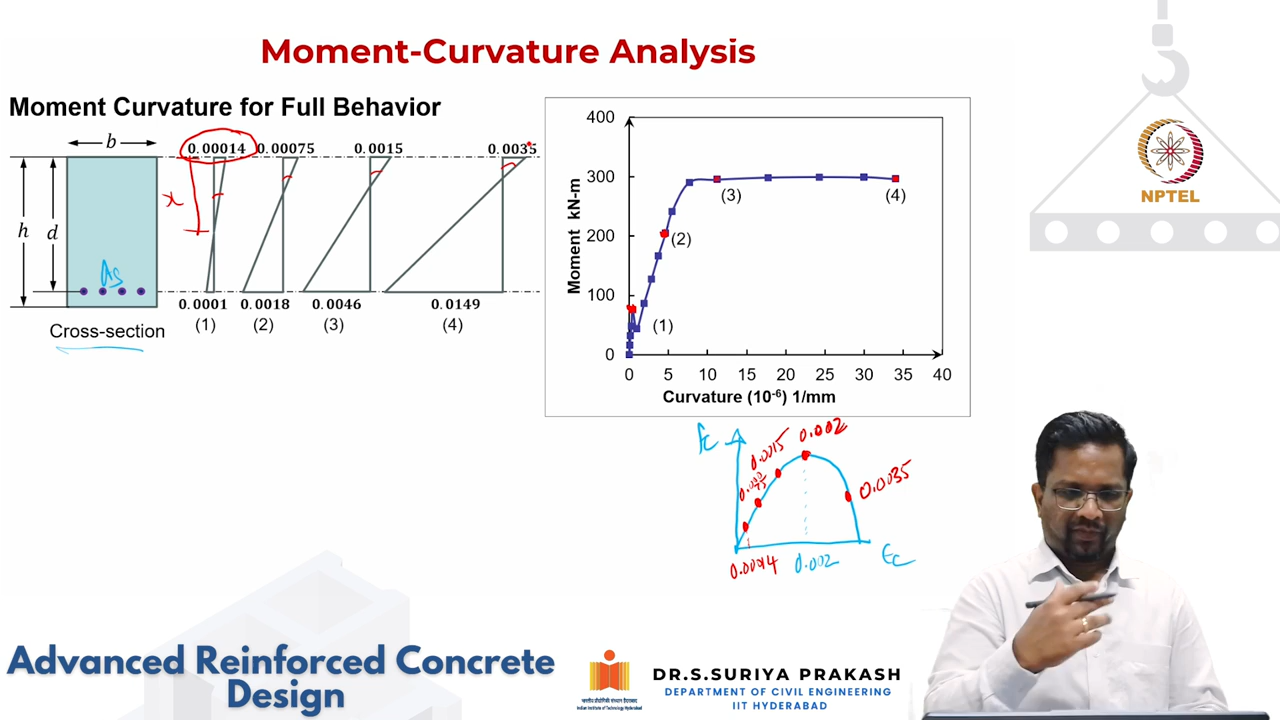 Moment-Curvature Analysis
Moment Curvature for Full Behavior
b
h
d
x
As
Cross-section
0.00014
0.00075
0.0015
0.0035
0.0001
0.0018
0.0046
0.0149
(1)
(2)
(3)
(4)
Moment kN-m
400
300
200
100
0
(1)
(2)
(3)
(4)
0 5 10 15 20 25 30 35 40
Curvature (10-6) 1/mm
fc
0.0015
0.002
0.0035
0.00014
0.002
εc
NPTEL
Advanced Reinforced Concrete
Design
DR.S.SURIYA PRAKASH
DEPARTMENT OF CIVIL ENGINEERING
IIT HYDERABAD